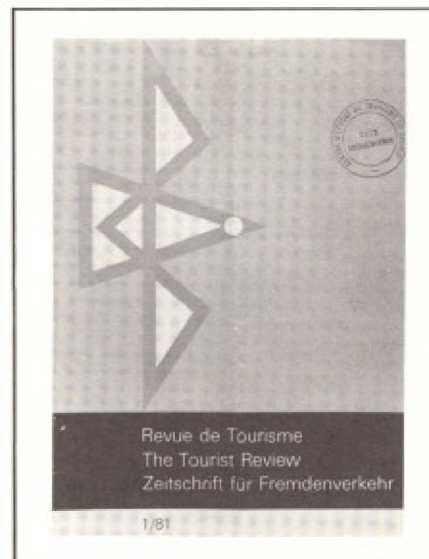 Revue de Tourisme
The Tourist Review
Zeitschrift für Fremdenverkehr
1/81